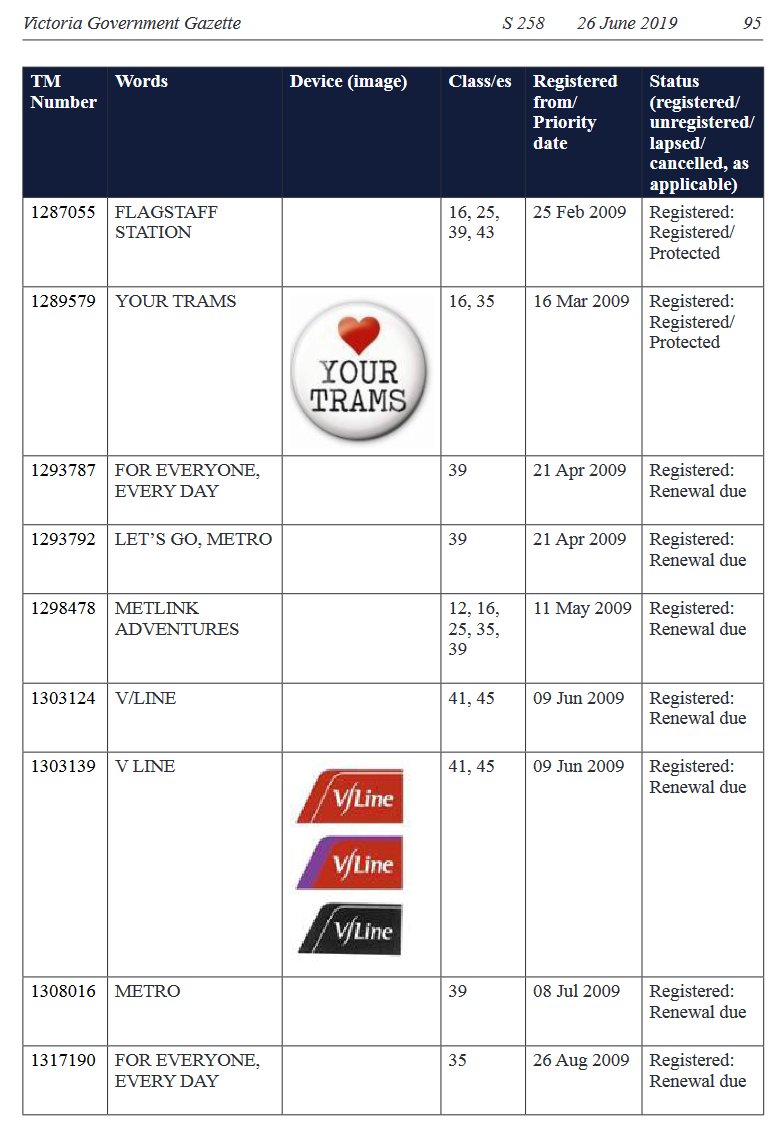 Victoria Government Gazette S 258 26 June 2019 95
TM Number Words Device (image) Class/es Registered from/ Priority date Status (registered/ unregistered/ lapsed/ cancelled, as applicable)
1287055 FLAGSTAFF STATION 16, 25, 39, 43 25 Feb 2009 Registered: Registered/ Protected
1289579 YOUR TRAMS YOUR TRAMS 16, 35 16 Mar 2009 Registered: Registered/ Protected
1293787 FOR EVERYONE, EVERY DAY 39 21 Apr 2009 Registered: Renewal due
1293792 LET’S GO, METRO 39 21 Apr 2009 Registered: Renewal due
1298478 METLINK ADVENTURES 12, 16, 25, 35, 39 11 May 2009 Registered: Renewal due
1303124 V/LINE 41, 45 09 Jun 2009 Registered: Renewal due
1303139 V LINE V/Line V/Line V/Line 41, 45 09 Jun 2009 Registered: Renewal due
1308016 METRO 39 08 Jul 2009 Registered: Renewal due
1317190 FOR EVERYONE, EVERY DAY 35 26 Aug 2009 Registered: Renewal due